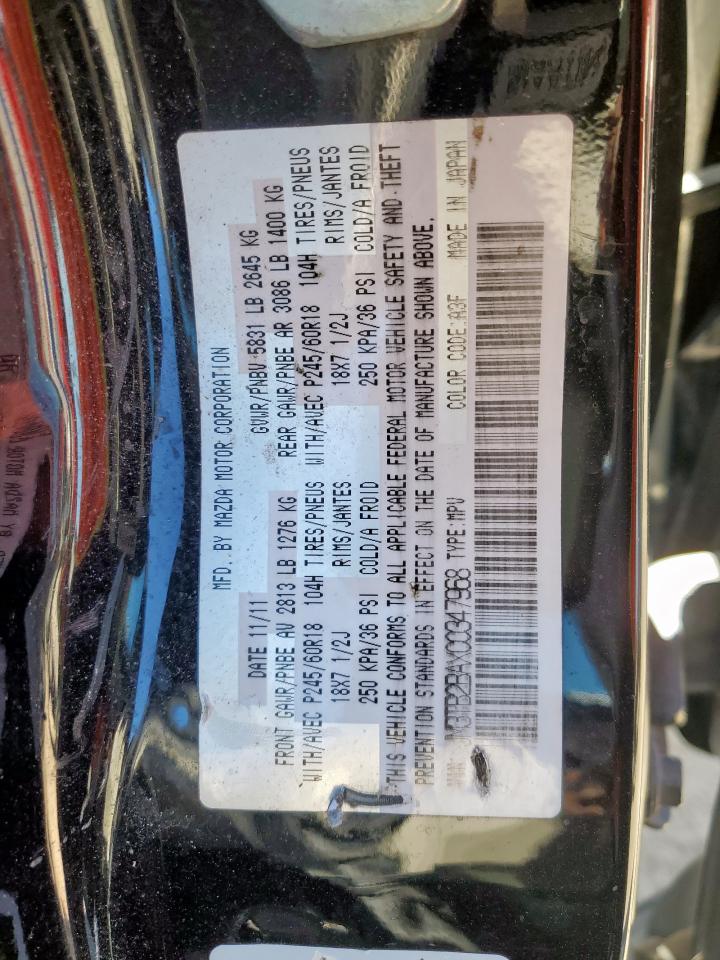 MFD. BY MAZDA MOTOR CORPORATION
DATE 11/11 GVWR/PNBV 5831 LB 2645 KG
FRONT GAWR/PNBE AV 2813 LB 1276 KG REAR GAWR/PNBE AR 3086 LB 1400 KG
WITH/AVEC P245/60R18 104H TIRES/PNEUS WITH/AVEC P245/60R18 104H TIRES/PNEUS
18X7 1/2J RIMS/JANTES 18X7 1/2J RIMS/JANTES
250 KPA/36 PSI COLD/A FROID 250 KPA/36 PSI COLD/A FROID
THIS VEHICLE CONFORMS TO ALL APPLICABLE FEDERAL MOTOR VEHICLE SAFETY AND THEFT
PREVENTION STANDARDS IN EFFECT ON THE DATE OF MANUFACTURE SHOWN ABOVE.
JM3TB2BAXC0347968 TYPE:MPV COLOR CODE:A3F MADE IN JAPAN